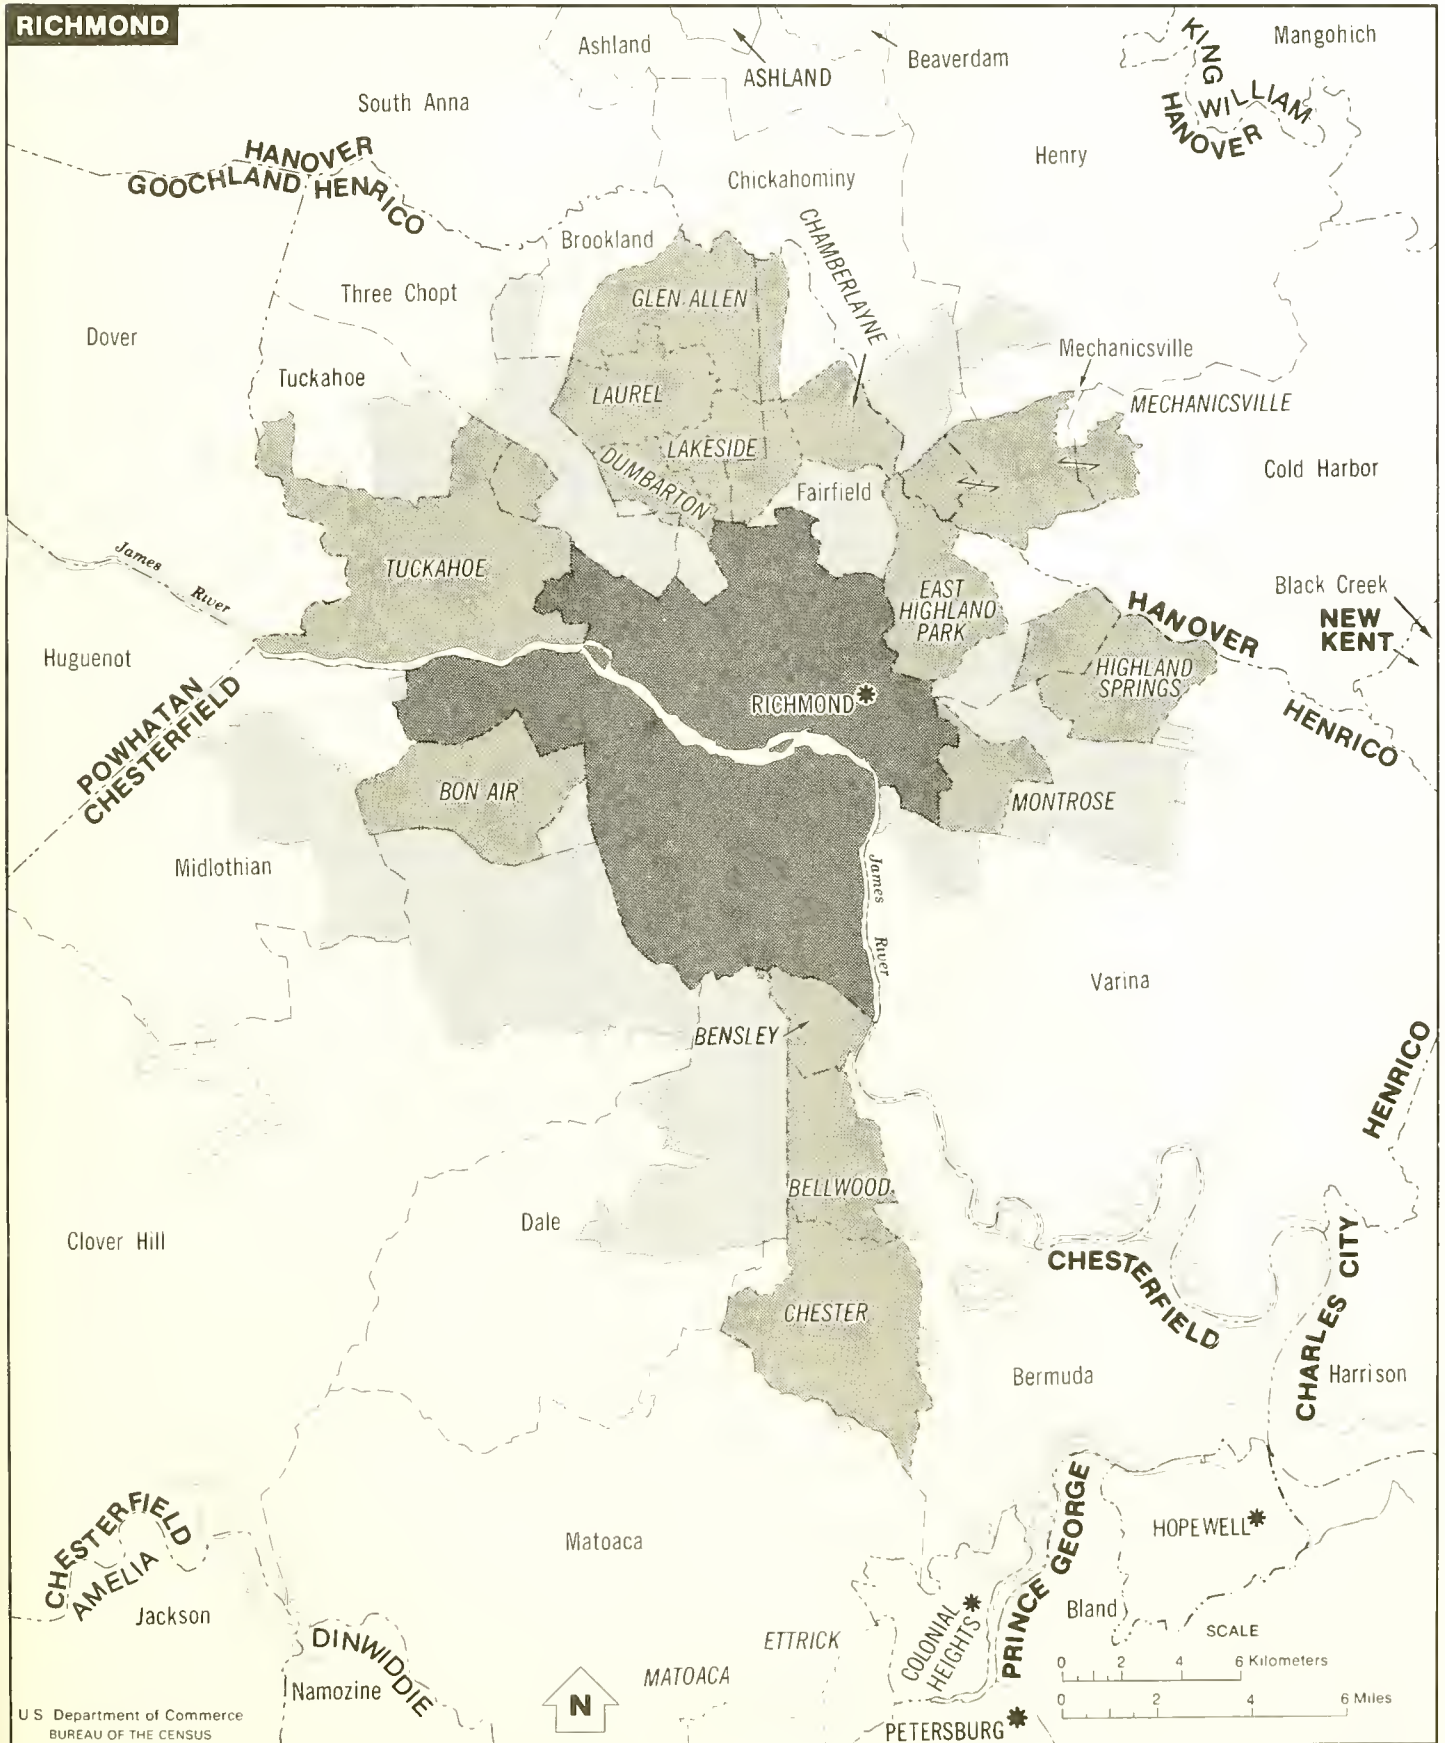 RICHMOND
Ashland
ASHLAND
Beaverdam
KING WILLIAM
HANOVER
Mangohich
South Anna
HANOVER
GOOCHLAND
HENRICO
Chickahominy
Henry
Brookland
CHAMBERLAYNE
Three Chopt
GLEN ALLEN
Dover
Mechanicsville
Tuckahoe
LAUREL
MECHANICSVILLE
LAKESIDE
DUMBARTON
Fairfield
Cold Harbor
James
River
TUCKAHOE
EAST
HIGHLAND
PARK
HANOVER
Black Creek
NEW
KENT
Huguenot
HIGHLAND
SPRINGS
POWHATAN
CHESTERFIELD
RICHMOND
HENRICO
BON AIR
MONTROSE
Midlothian
James
River
Varina
BENSLEY
HENRICO
BELLWOOD
Dale
Clover Hill
CHESTERFIELD
CHARLES CITY
CHESTER
Bermuda
Harrison
CHESTERFIELD
AMELIA
Matoaca
PRINCE GEORGE
HOPEWELL
Jackson
Bland
COLONIAL
HEIGHTS
ETTRICK
DINWIDDIE
MATOACA
Namozine
N
PETERSBURG
SCALE
0 2 4 6 Kilometers
0 2 4 6 Miles
U S Department of Commerce
BUREAU OF THE CENSUS